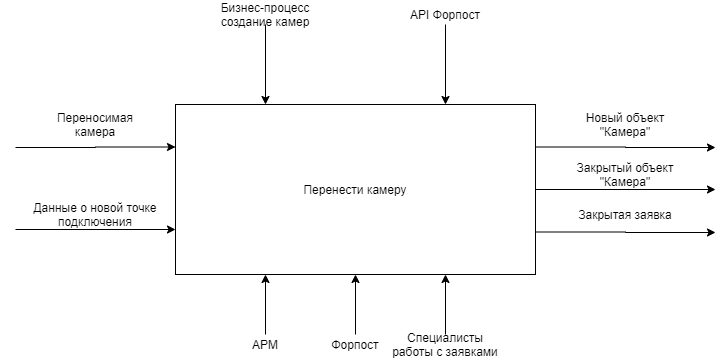 Бизнес-процесс
создание камер
API Форпост
Переносимая
камера
Новый объект
"Камера"
Закрытый объект
"Камера"
Перенести камеру
Данные о новой точке
подключения
Закрытая заявка
АРМ
Форпост
Специалисты
работы с заявками